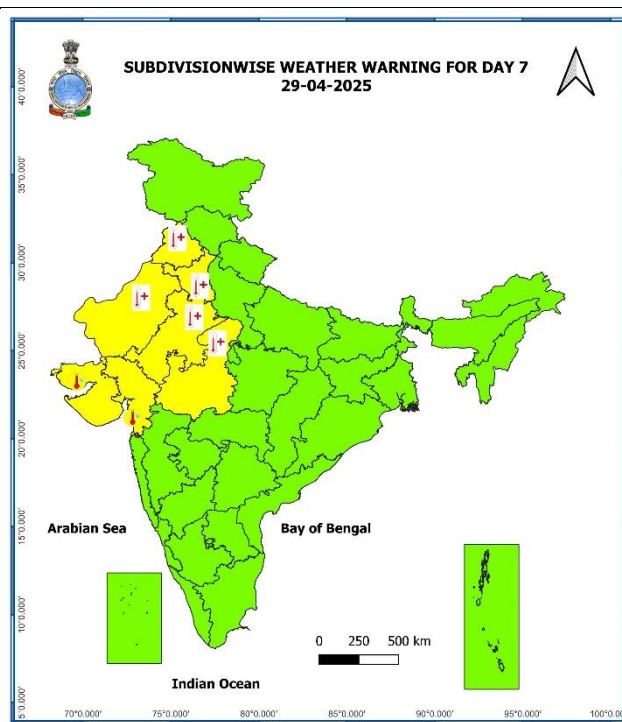 SUBDIVISIONWISE WEATHER WARNING FOR DAY 7
29-04-2025
40°0.000'
35°0.000'
30°0.000'
25°0.000'
20°0.000'
15°0.000'
10°0.000'
5°0.000'
Arabian Sea
Bay of Bengal
0 250 500 km
Indian Ocean
70°0.000' 75°0.000' 80°0.000' 85°0.000' 90°0.000' 95°0.000' 100°0.000